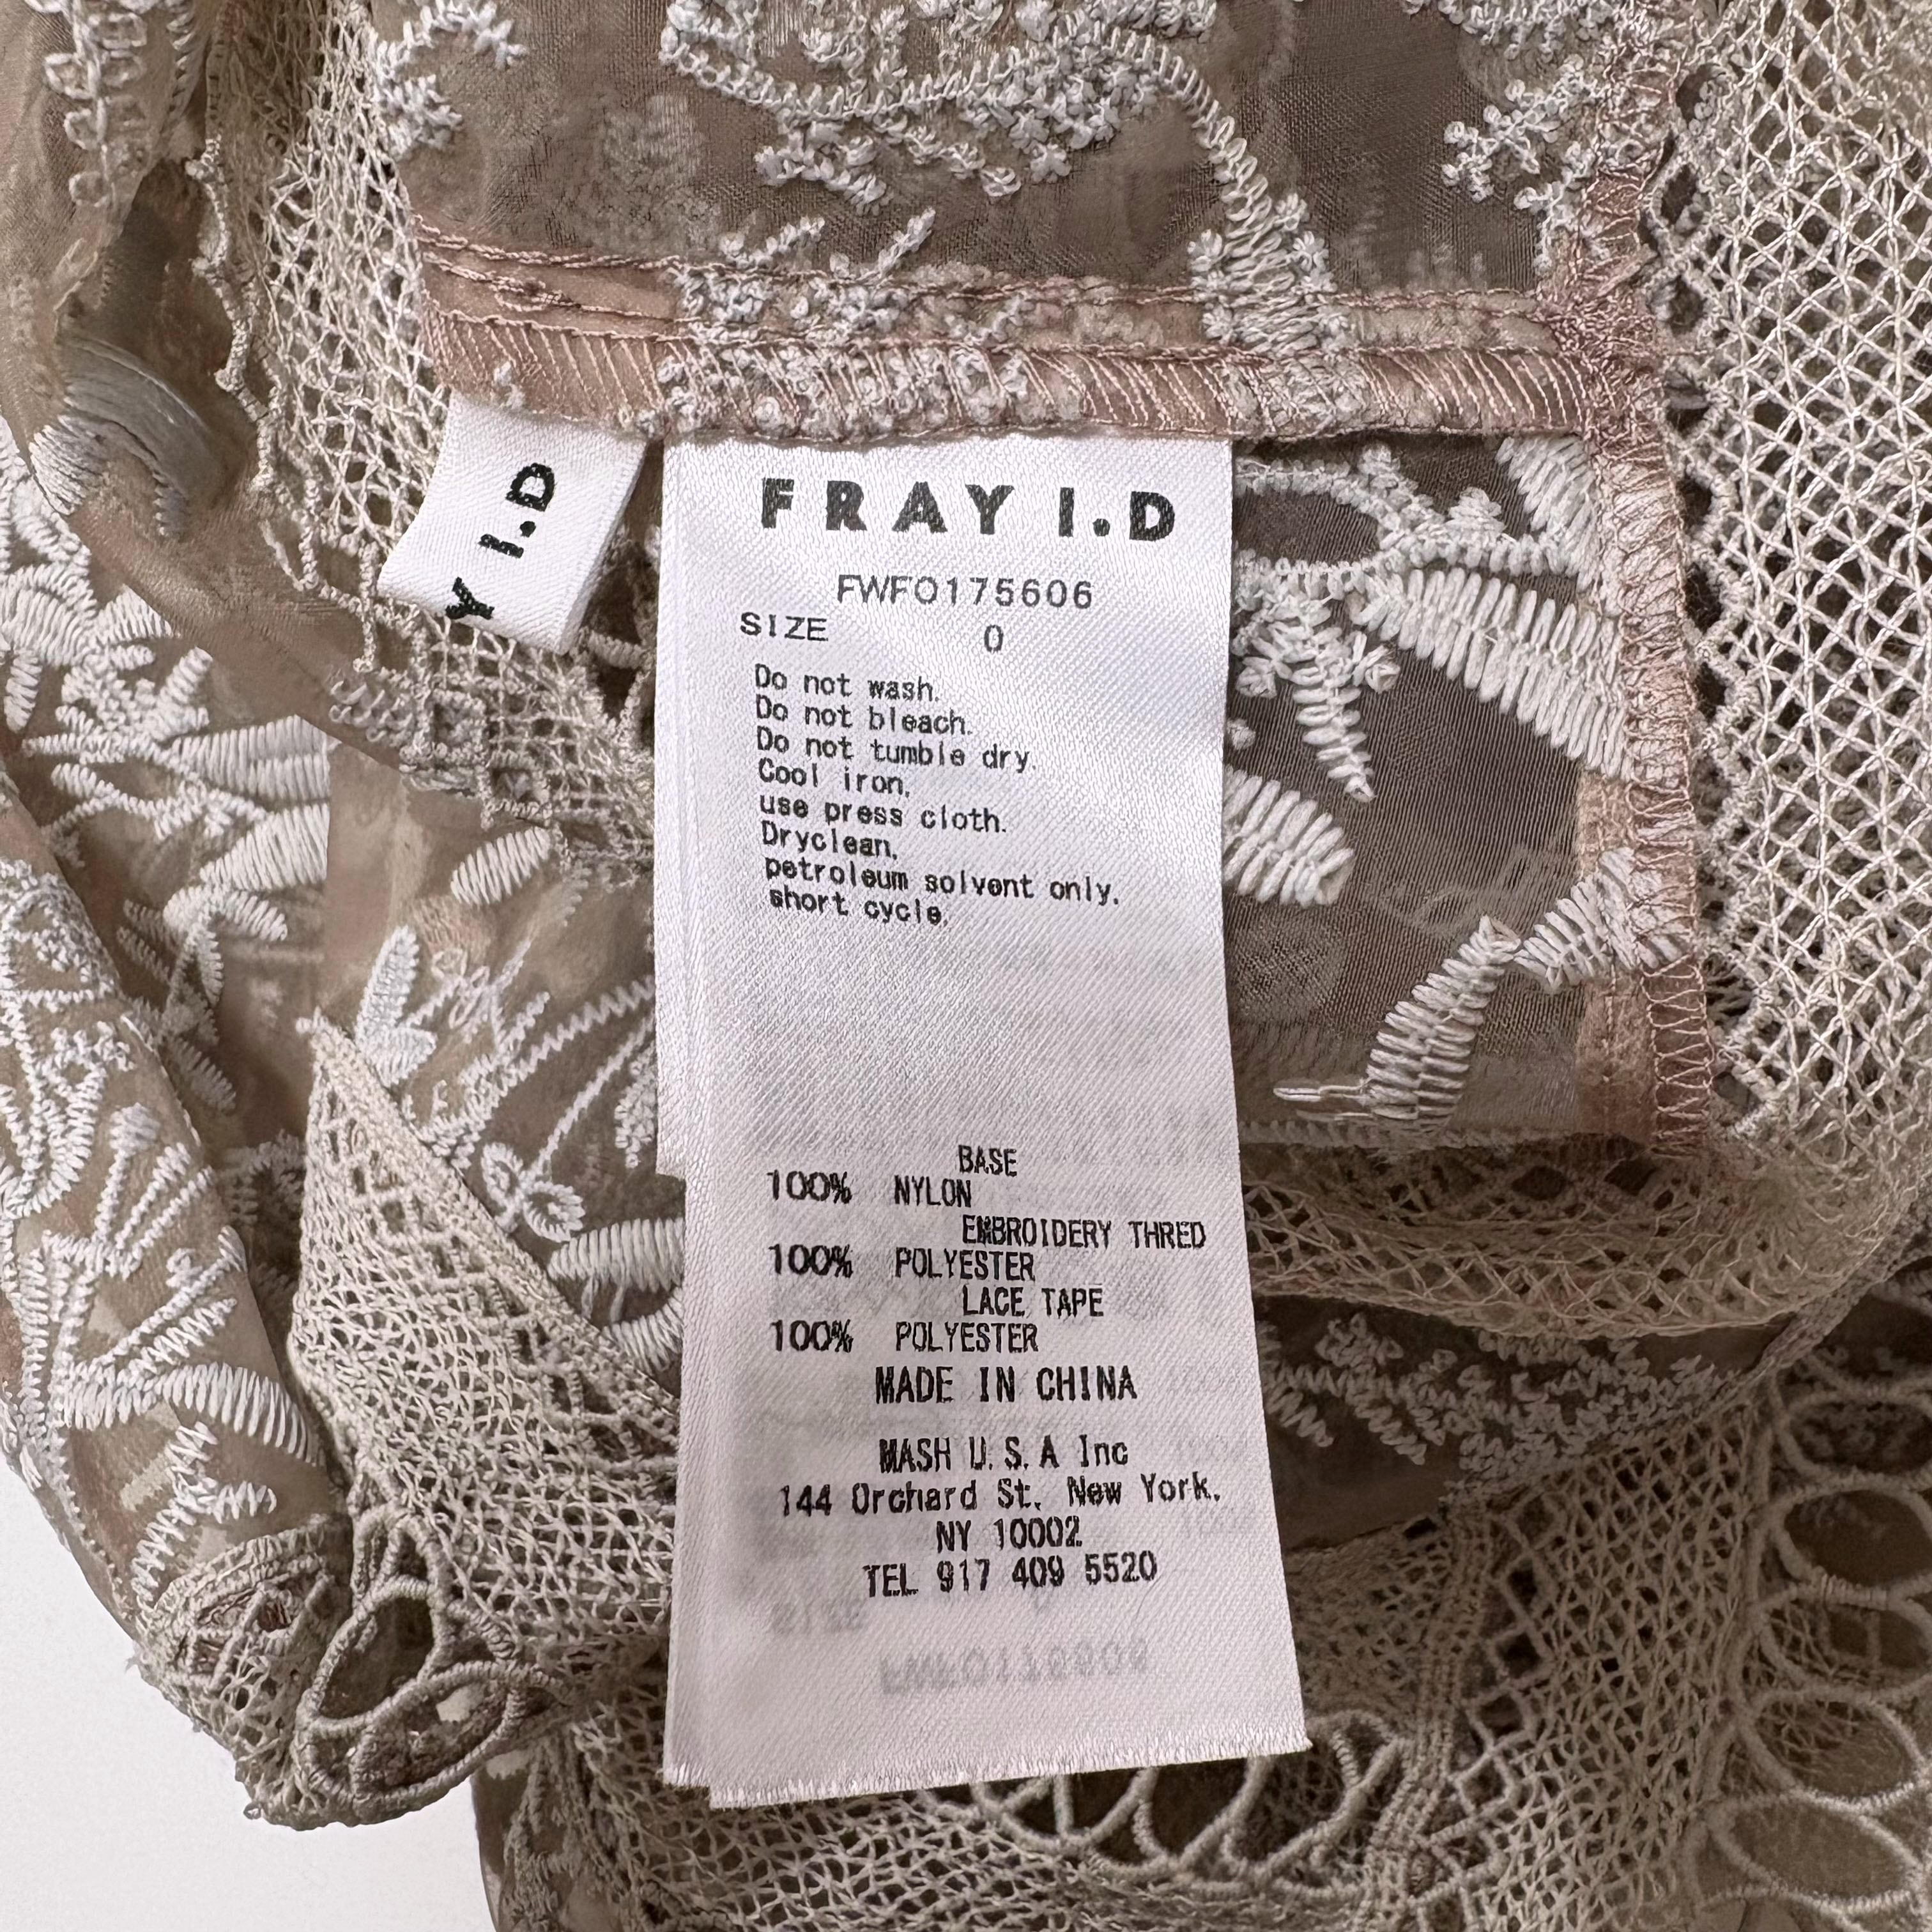 Y I.D
FRAY I.D
FWFO175606
SIZE 0
Do not wash.
Do not bleach.
Do not tumble dry.
Cool iron,
use press cloth.
Dryclean,
petroleum solvent only.
short cycle.
BASE
100% NYLON
EMBROIDERY THRED
100% POLYESTER
LACE TAPE
100% POLYESTER
MADE IN CHINA
MASH U.S.A Inc
144 Orchard St, New York,
NY 10002
TEL 917 409 5520